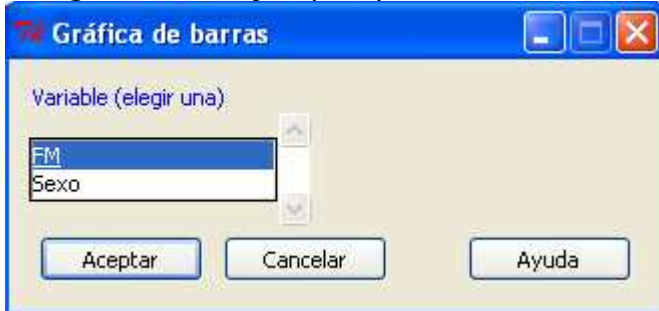 Gráfica de barras
Variable (elegir una)
FM
Sexo
Aceptar Cancelar Ayuda